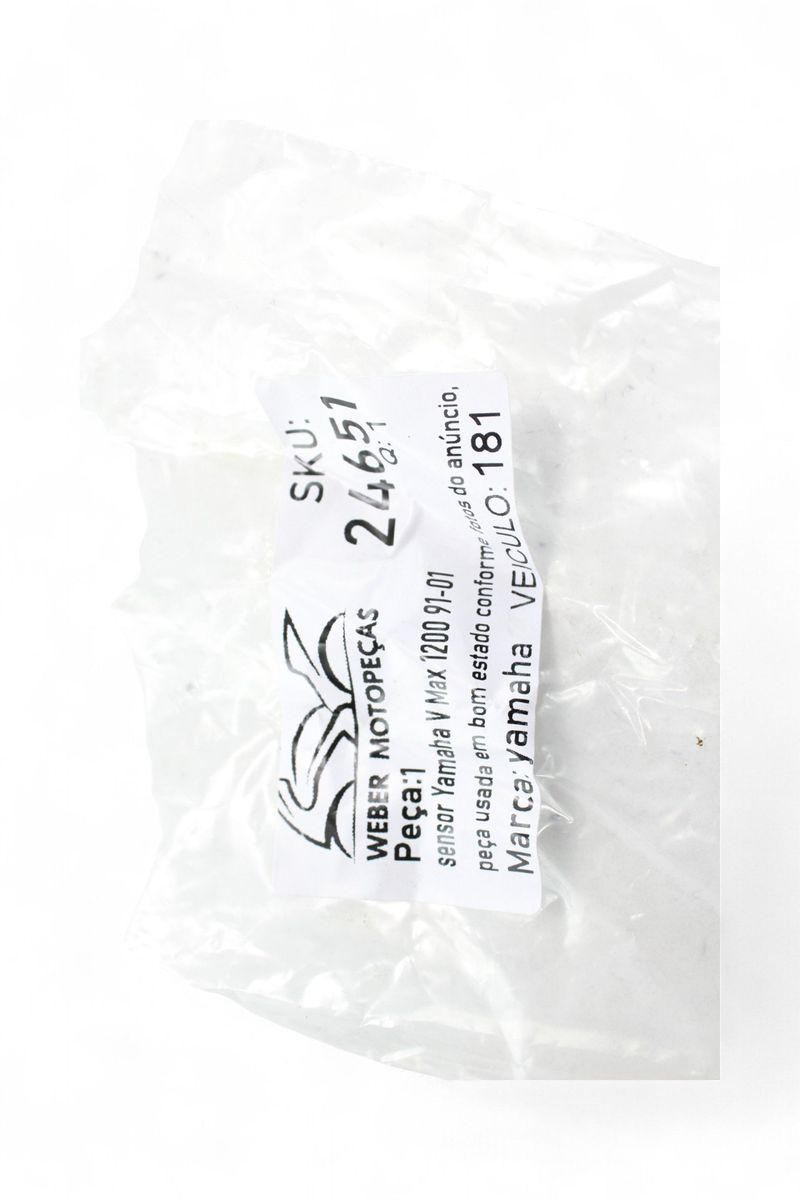 WEBER MOTOPEÇAS
SKU:
24651
Q: 1
Peça:1
sensor Yamaha V Max 1200 91-01
peça usada em bom estado conforme fotos do anúncio,
Marca: yamaha VEICULO: 181